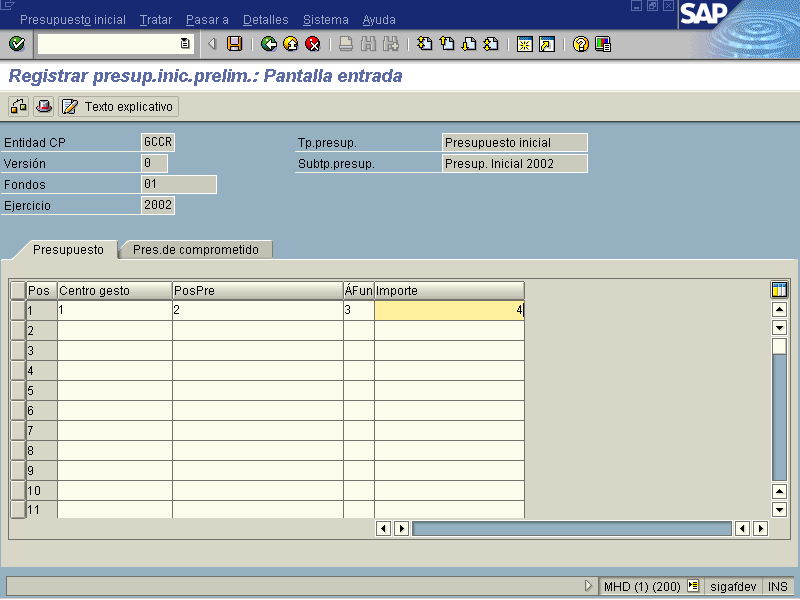 Presupuesto inicial Tratar Pasar a Detalles Sistema Ayuda
SAP
Registrar presup.inic.prelim.: Pantalla entrada
Texto explicativo
Entidad CP GCCR Tp.presup. Presupuesto inicial
Versión 0 Subtp.presup. Presup. Inicial 2002
Fondos 01
Ejercicio 2002
Presupuesto Pres.de comprometido
Pos Centro gesto PosPre ÁFun Importe
1 1 2 3 4
2
3
4
5
6
7
8
9
10
11
MHD (1) (200) sigafdev INS